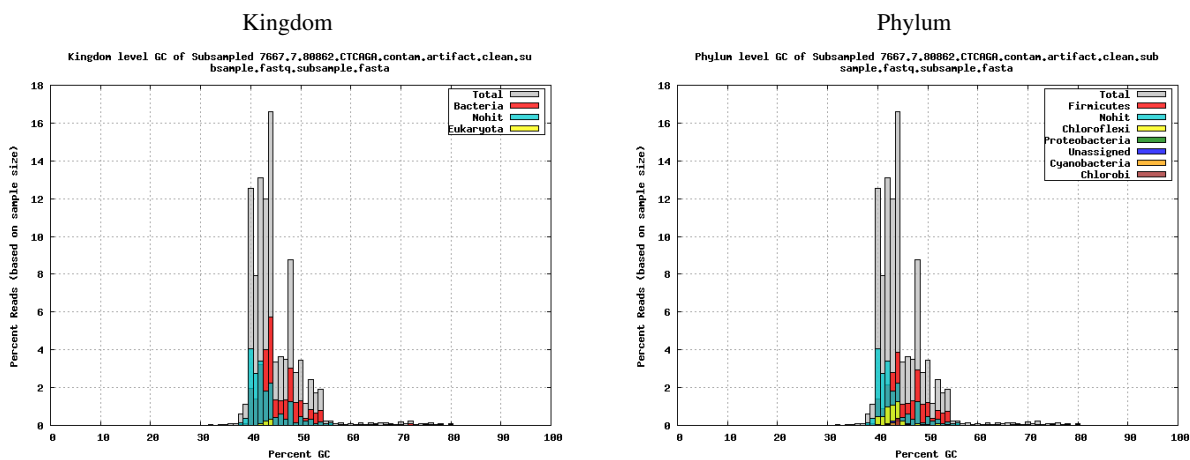 Kingdom
Kingdom level GC of Subsampled 7667.7.80862.CTCAGA.contam.artifact.clean.su
bsample.fastq.subsample.fasta
Percent Reads (based on sample size)
18
16
14
12
10
8
6
4
2
0
Total
Bacteria
Nohit
Eukaryota
0 10 20 30 40 50 60 70 80 90 100
Percent GC
Phylum
Phylum level GC of Subsampled 7667.7.80862.CTCAGA.contam.artifact.clean.sub
sample.fastq.subsample.fasta
Percent Reads (based on sample size)
18
16
14
12
10
8
6
4
2
0
Total
Firmicutes
Nohit
Chloroflexi
Proteobacteria
Unassigned
Cyanobacteria
Chlorobi
0 10 20 30 40 50 60 70 80 90 100
Percent GC